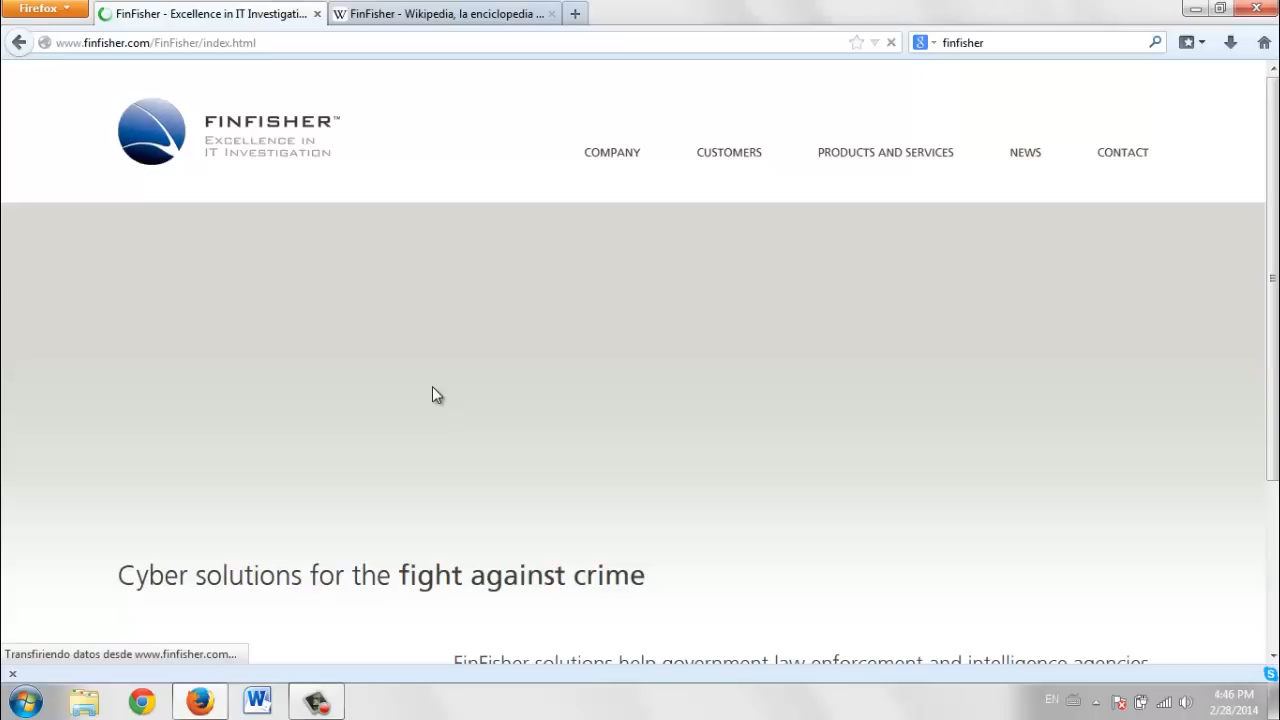 Firefox
FinFisher - Excellence in IT Investigati...
W FinFisher - Wikipedia, la enciclopedia ...
www.finfisher.com/FinFisher/index.html
8 finfisher
FINFISHER™
EXCELLENCE IN
IT INVESTIGATION
COMPANY CUSTOMERS PRODUCTS AND SERVICES NEWS CONTACT
Cyber solutions for the fight against crime
FinFisher solutions help government law enforcement and intelligence agencies
Transfiriendo datos desde www.finfisher.com...
W
EN
4:46 PM
2/28/2014